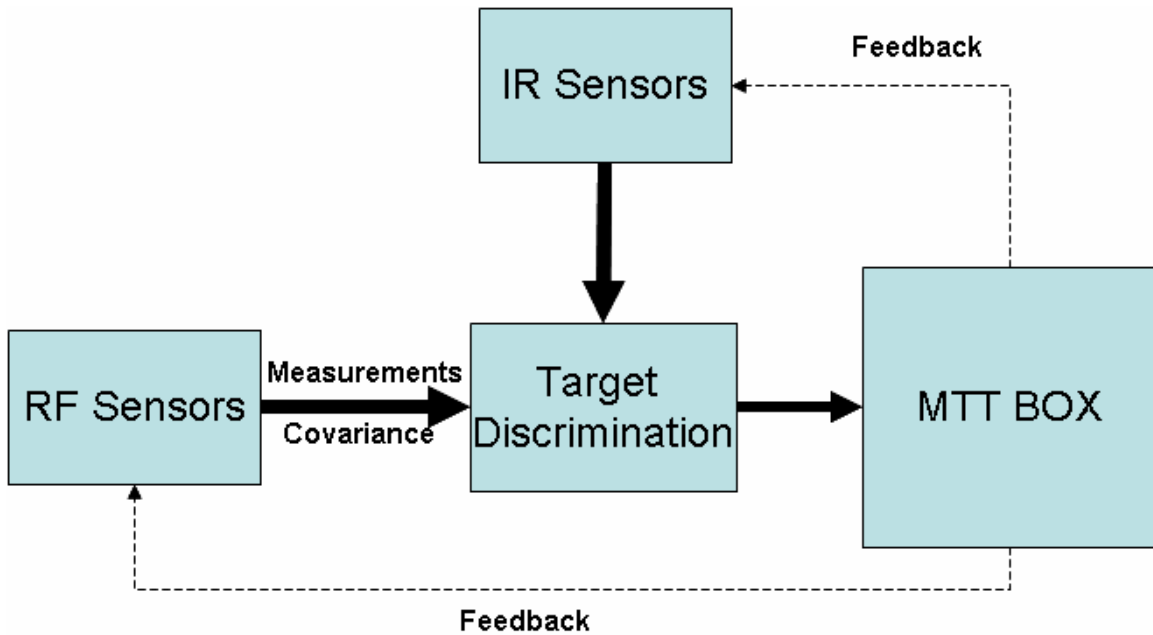 Feedback
IR Sensors
RF Sensors
Measurements
Covariance
Target
Discrimination
MTT BOX
Feedback